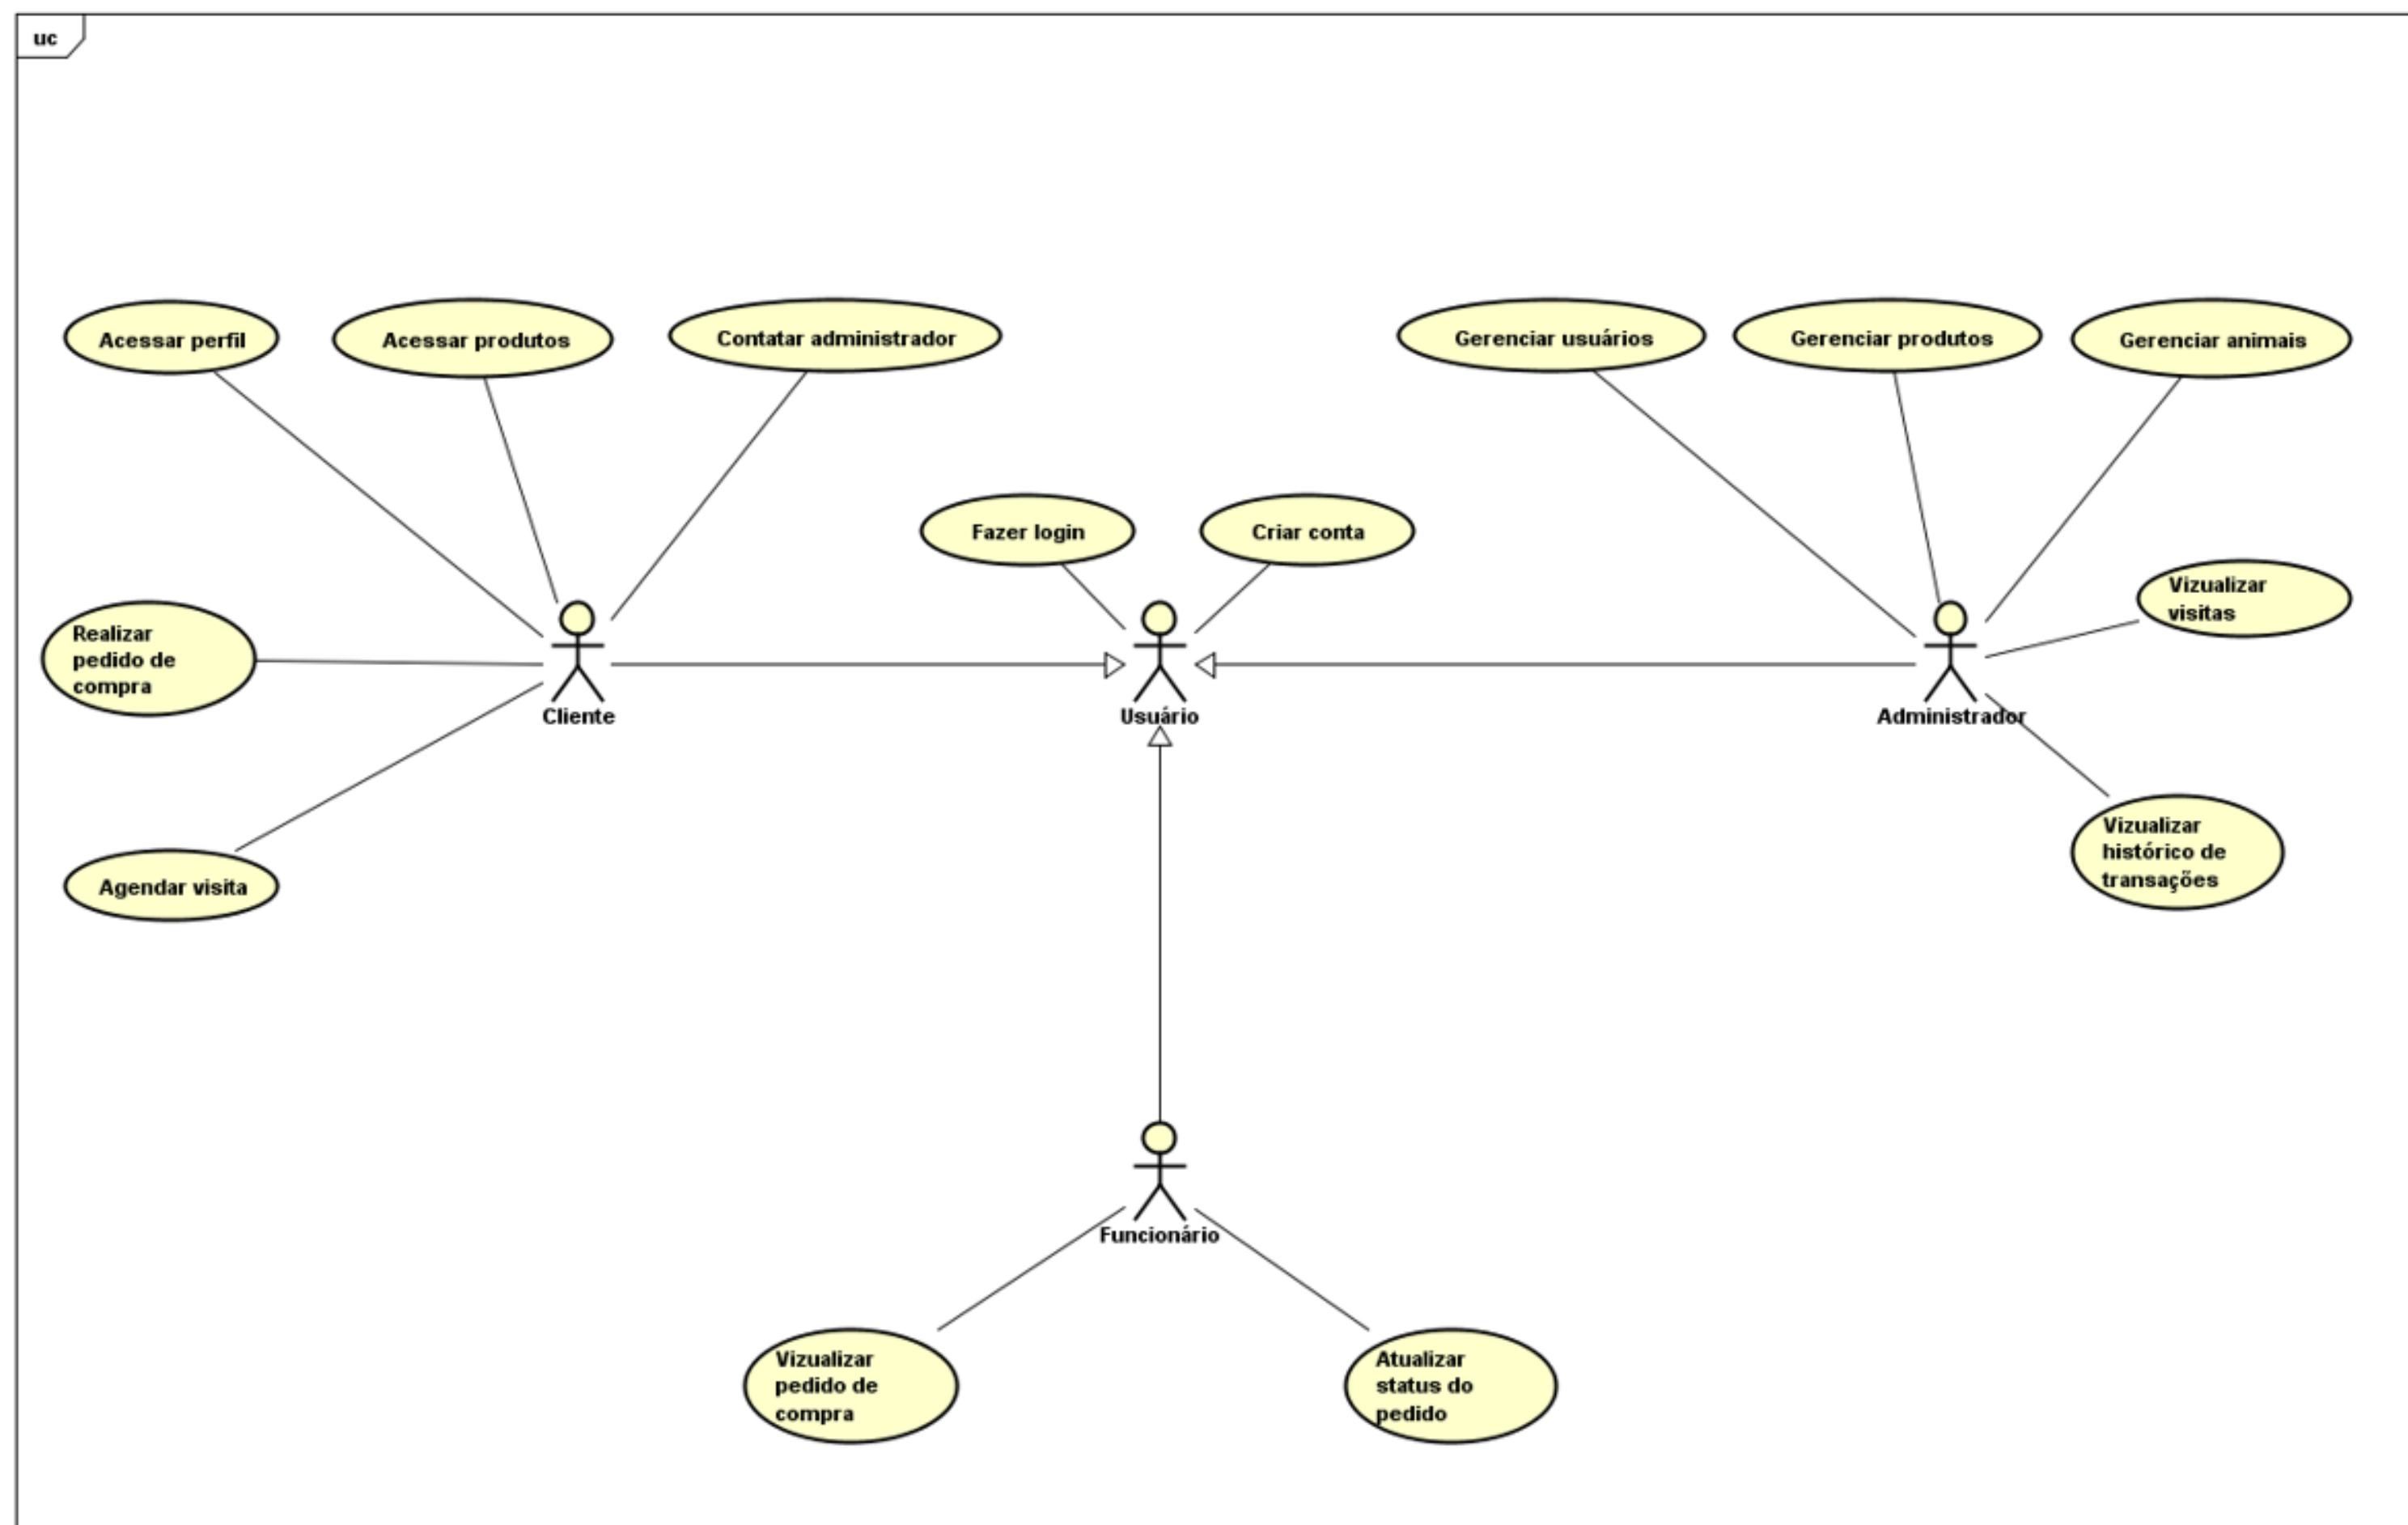 uc
Acessar perfil
Acessar produtos
Contatar administrador
Gerenciar usuários
Gerenciar produtos
Gerenciar animais
Fazer login
Criar conta
Vizualizar
visitas
Realizar
pedido de
compra
Cliente
Usuário
Administrador
Agendar visita
Vizualizar
histórico de
transações
Funcionário
Vizualizar
pedido de
compra
Atualizar
status do
pedido